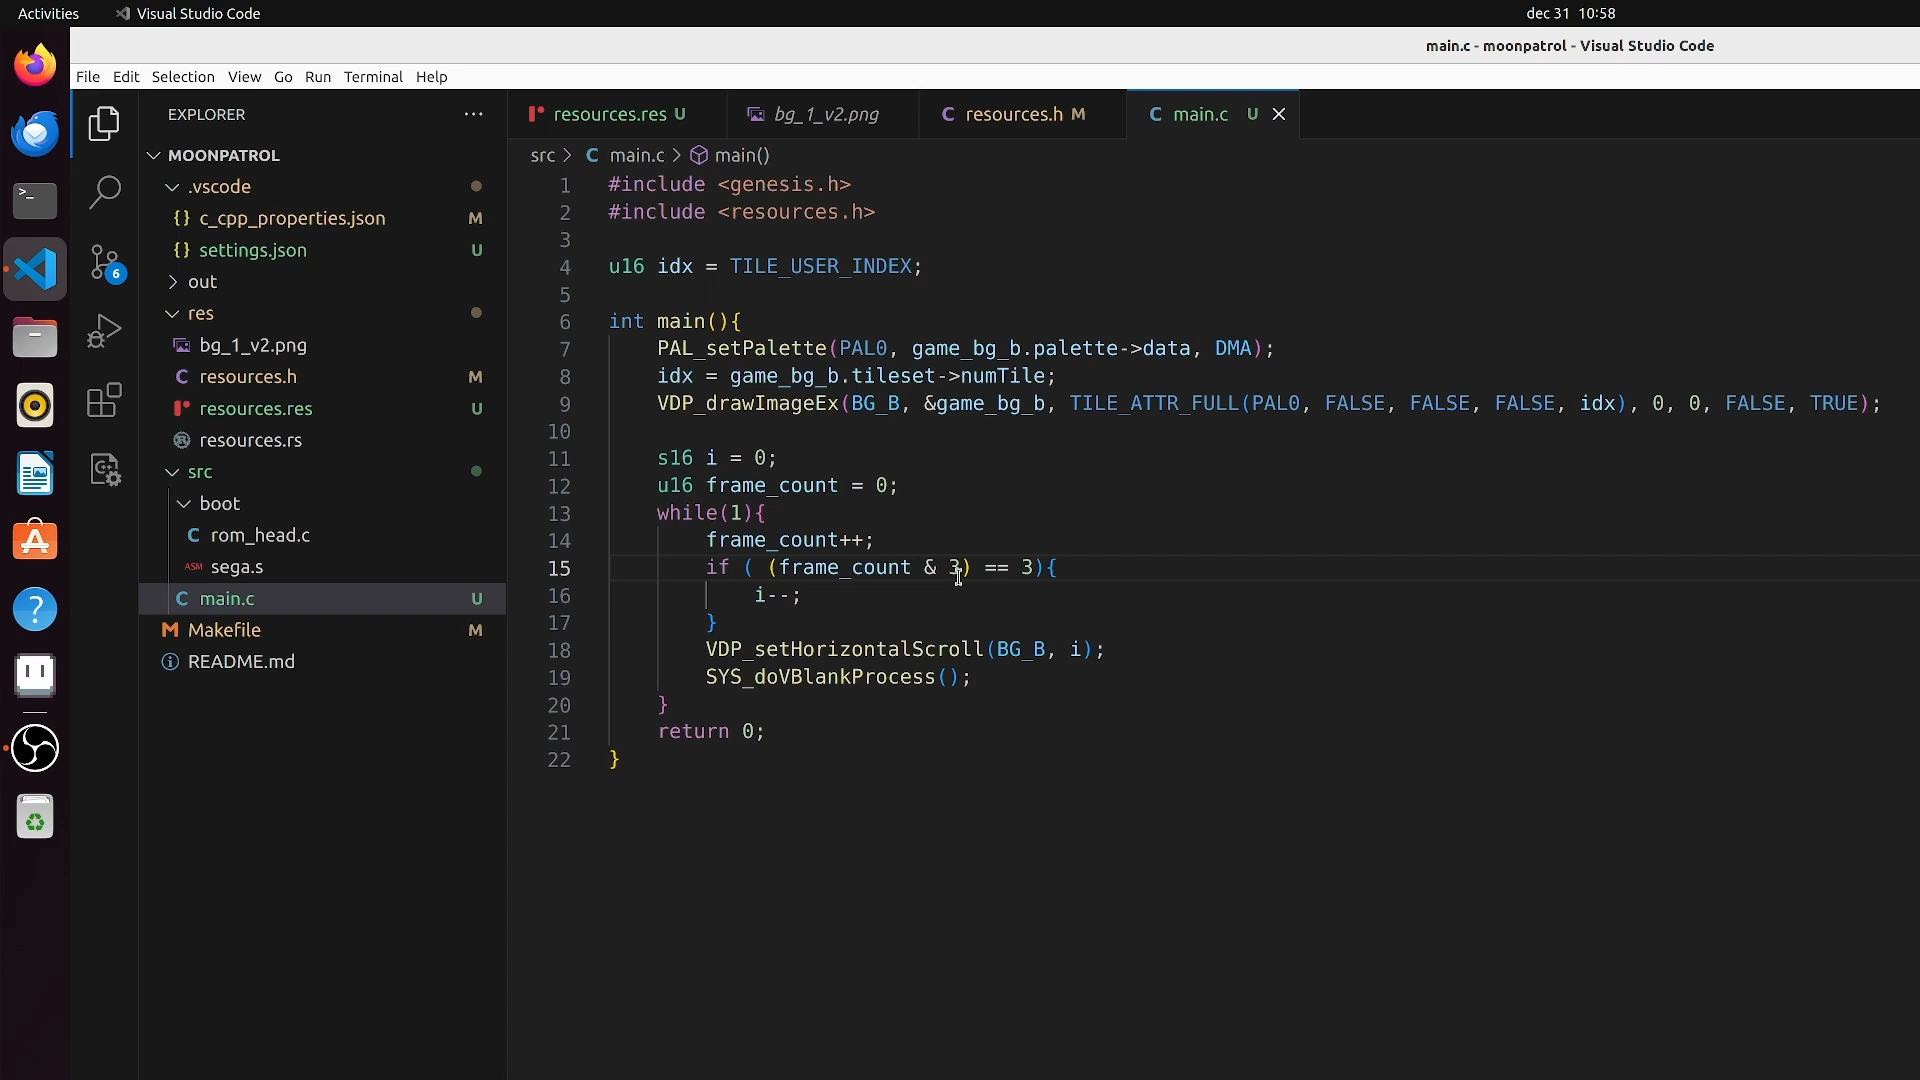 Activities
Visual Studio Code
dec 31 10:58
main.c - moonpatrol - Visual Studio Code
File Edit Selection View Go Run Terminal Help
EXPLORER ···
MOONPATROL
.vscode
{} c_cpp_properties.json M
{} settings.json U
out
res
bg_1_v2.png
C resources.h M
resources.res U
resources.rs
src
boot
C rom_head.c
ASM sega.s
C main.c U
M Makefile M
README.md
6
resources.res U
bg_1_v2.png
C resources.h M
C main.c U
src > C main.c > main()
1 #include <genesis.h>
2 #include <resources.h>
3
4 u16 idx = TILE_USER_INDEX;
5
6 int main(){
7 PAL_setPalette(PAL0, game_bg_b.palette->data, DMA);
8 idx = game_bg_b.tileset->numTile;
9 VDP_drawImageEx(BG_B, &game_bg_b, TILE_ATTR_FULL(PAL0, FALSE, FALSE, FALSE, idx), 0, 0, FALSE, TRUE);
10
11 s16 i = 0;
12 u16 frame_count = 0;
13 while(1){
14 frame_count++;
15 if ( (frame_count & 3) == 3){
16 i--;
17 }
18 VDP_setHorizontalScroll(BG_B, i);
19 SYS_doVBlankProcess();
20 }
21 return 0;
22 }